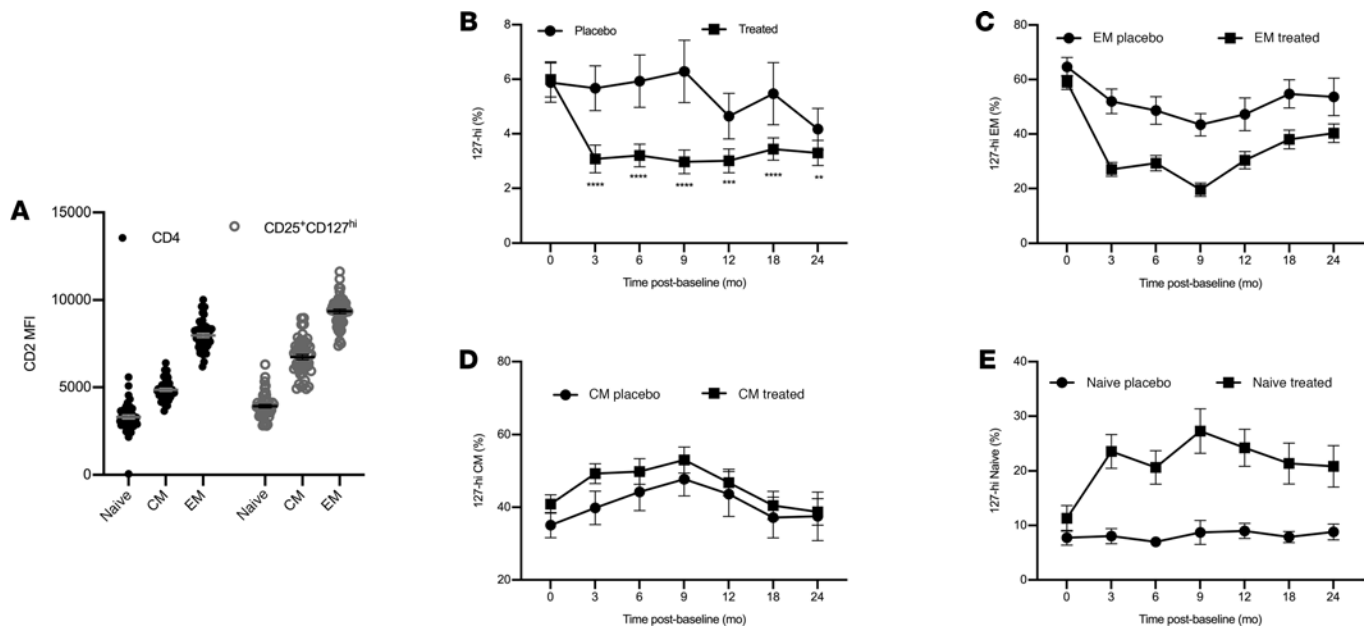 A
15000
10000
5000
0
CD2 MFI
CD4
CD25+CD127hi
Naive
CM
EM
Naive
CM
EM
B
8
6
4
2
0
127-hi (%)
Placebo
Treated
****
****
****
***
****
**
0 3 6 9 12 18 24
Time post-baseline (mo)
C
80
60
40
20
0
127-hi EM (%)
EM placebo
EM treated
0 3 6 9 12 18 24
Time post-baseline (mo)
D
80
60
40
20
127-hi CM (%)
CM placebo
CM treated
0 3 6 9 12 18 24
Time post-baseline (mo)
E
40
30
20
10
0
127-hi Naive (%)
Naive placebo
Naive treated
0 3 6 9 12 18 24
Time post-baseline (mo)